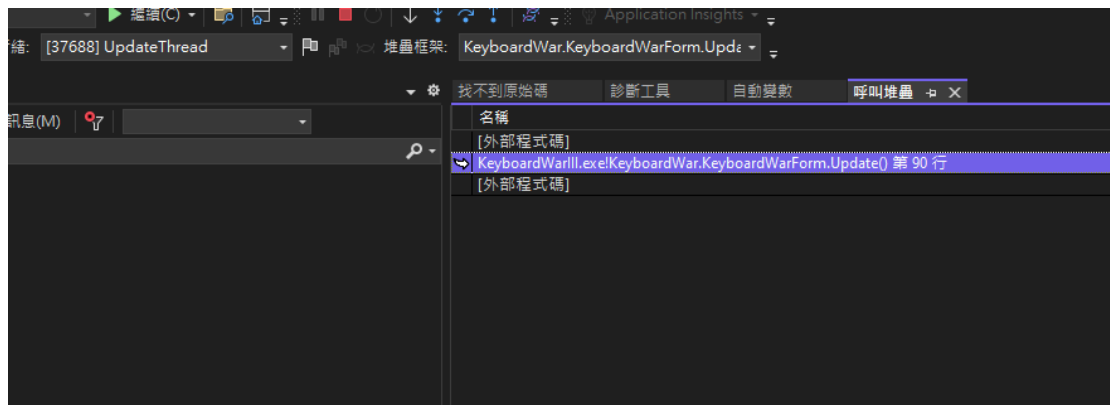 繼續(C) Application Insights
緒: [37688] UpdateThread 堆疊框架: KeyboardWar.KeyboardWarForm.Upda
找不到原始碼 診斷工具 自動變數 呼叫堆疊
訊息(M) 名稱
[外部程式碼]
KeyboardWarIII.exe!KeyboardWar.KeyboardWarForm.Update() 第 90 行
[外部程式碼]